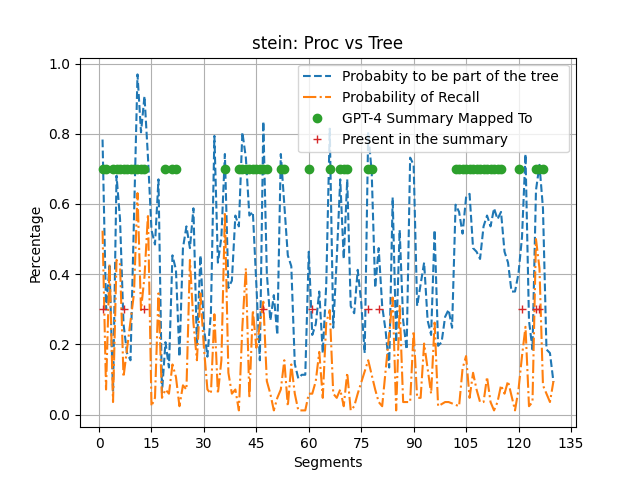 stein: Proc vs Tree
Probabity to be part of the tree
Probability of Recall
GPT-4 Summary Mapped To
Present in the summary
Percentage
1.0
0.8
0.6
0.4
0.2
0.0
0 15 30 45 60 75 90 105 120 135
Segments